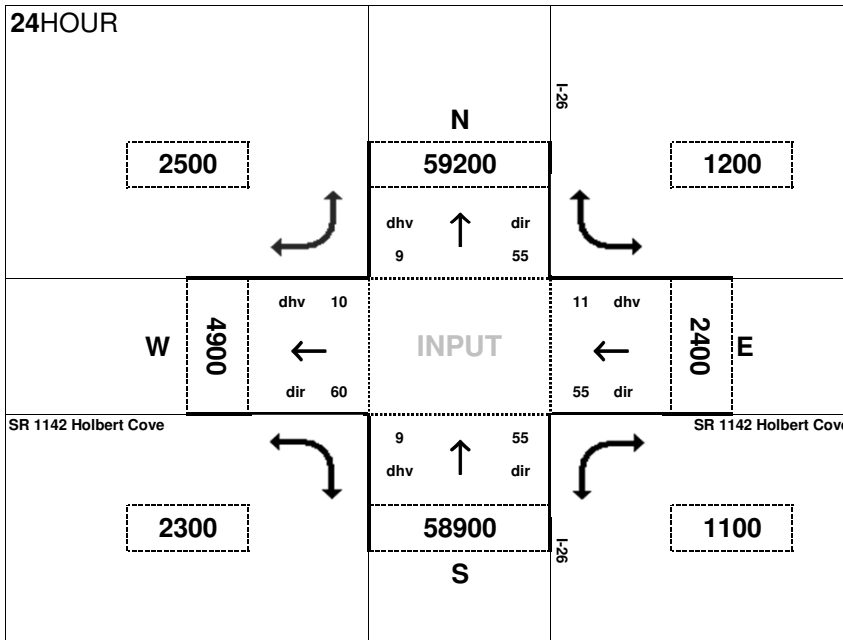 24HOUR
I-26
N
2500
59200
1200
dhv
dir
9
55
dhv 10
11 dhv
W
4900
INPUT
2400
E
dir 60
55 dir
SR 1142 Holbert Cove
SR 1142 Holbert Cove
9
55
dhv
dir
2300
58900
1100
I-26
S